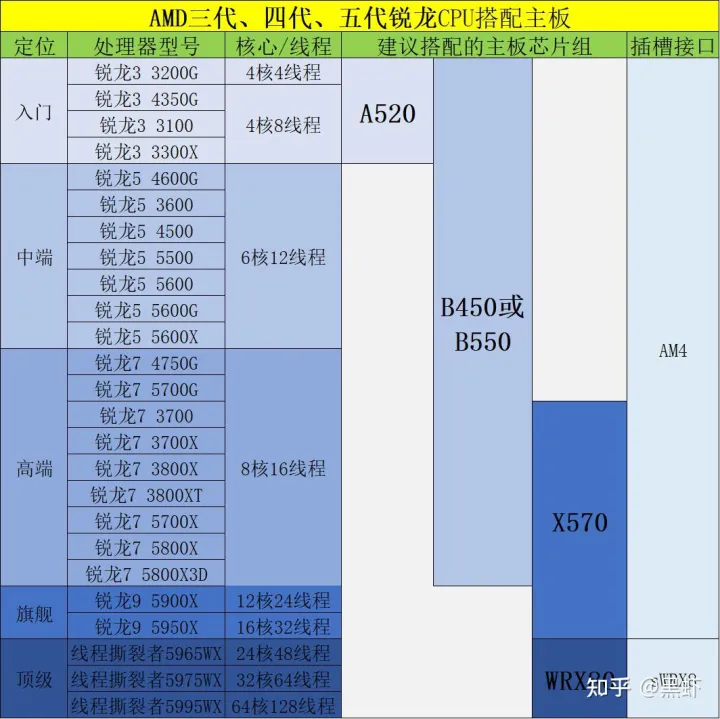 AMD三代、四代、五代锐龙CPU搭配主板
定位 处理器型号 核心/线程 建议搭配的主板芯片组 插槽接口
入门
锐龙3 3200G
锐龙3 4350G
锐龙3 3100
锐龙3 3300X
4核4线程
4核8线程
A520
中端
锐龙5 4600G
锐龙5 3600
锐龙5 4500
锐龙5 5500
锐龙5 5600
锐龙5 5600G
锐龙5 5600X
6核12线程
B450或
B550
AM4
高端
锐龙7 4750G
锐龙7 5700G
锐龙7 3700
锐龙7 3700X
锐龙7 3800X
锐龙7 3800XT
锐龙7 5700X
锐龙7 5800X
锐龙7 5800X3D
8核16线程
X570
旗舰
锐龙9 5900X 12核24线程
锐龙9 5950X 16核32线程
顶级
线程撕裂者5965WX 24核48线程
线程撕裂者5975WX 32核64线程
线程撕裂者5995WX 64核128线程
知乎 @黑虾